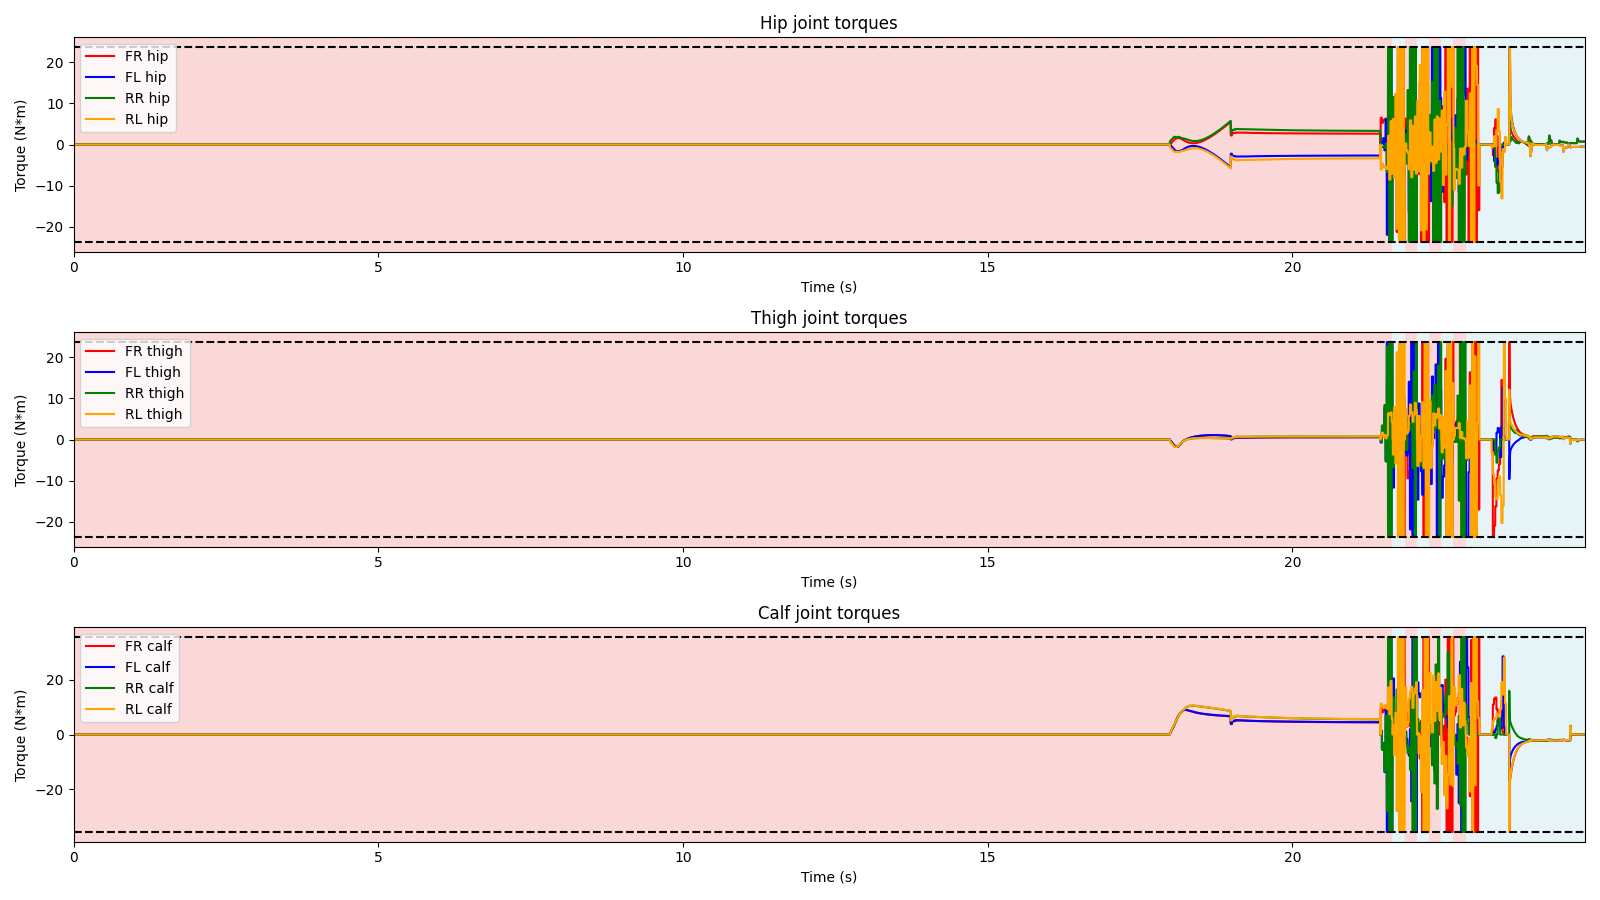 Hip joint torques
Torque (N*m)
20
10
0
−10
−20
FR hip
FL hip
RR hip
RL hip
0
5
10
15
20
Time (s)
Thigh joint torques
Torque (N*m)
20
10
0
−10
−20
FR thigh
FL thigh
RR thigh
RL thigh
0
5
10
15
20
Time (s)
Calf joint torques
Torque (N*m)
20
0
−20
FR calf
FL calf
RR calf
RL calf
0
5
10
15
20
Time (s)